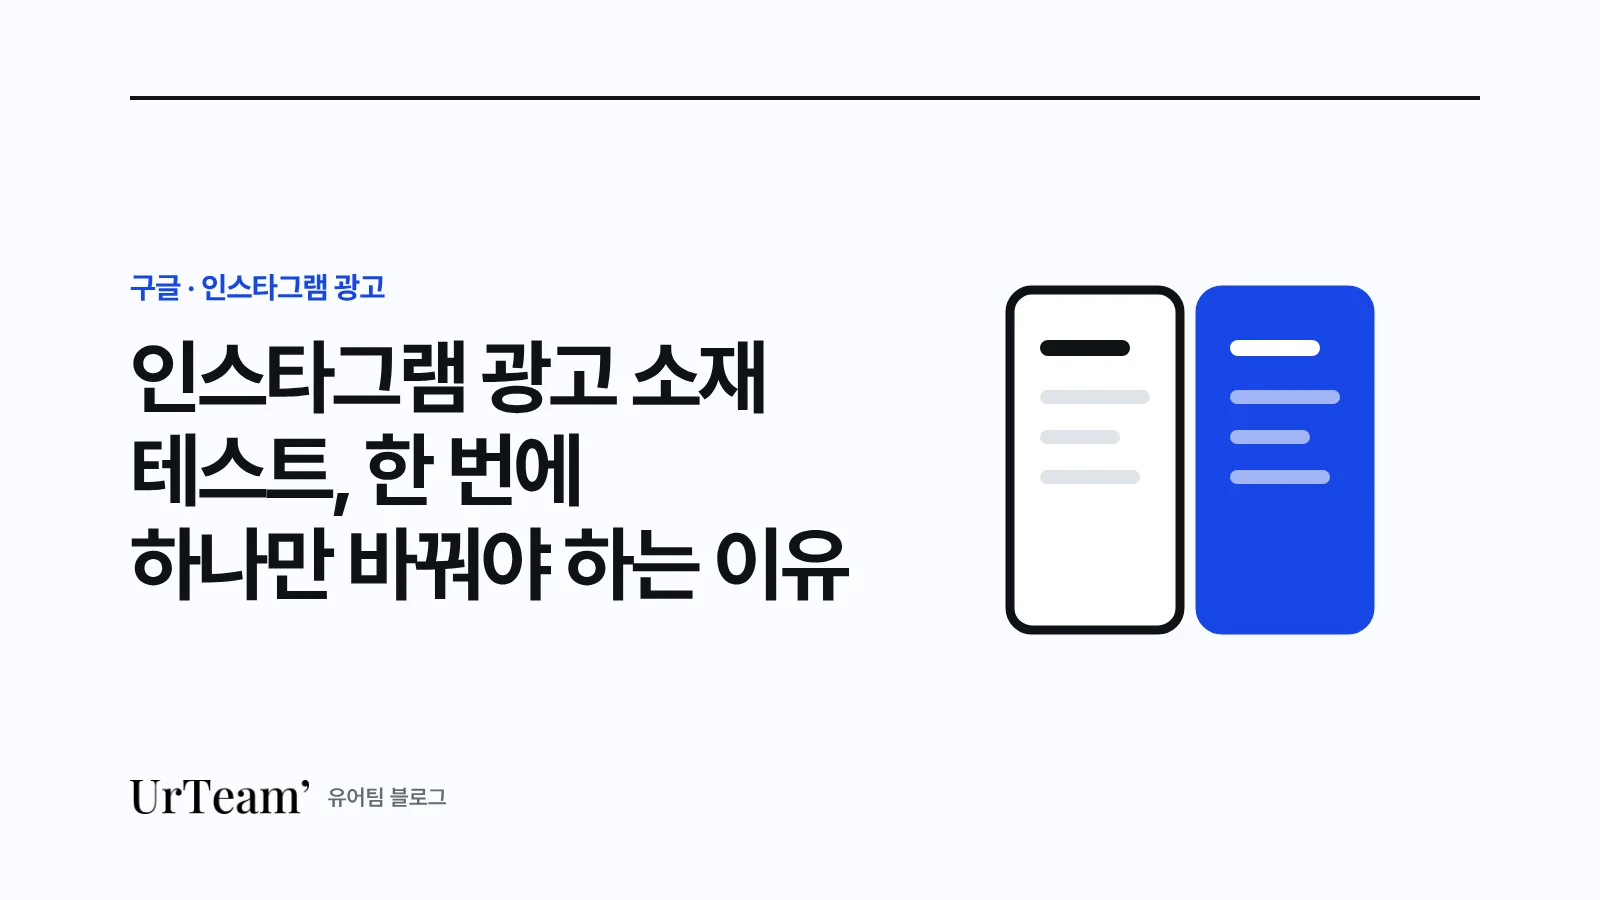 구글 · 인스타그램 광고
인스타그램 광고 소재
테스트, 한 번에
하나만 바꿔야 하는 이유
UrTeam’ 유어팀 블로그